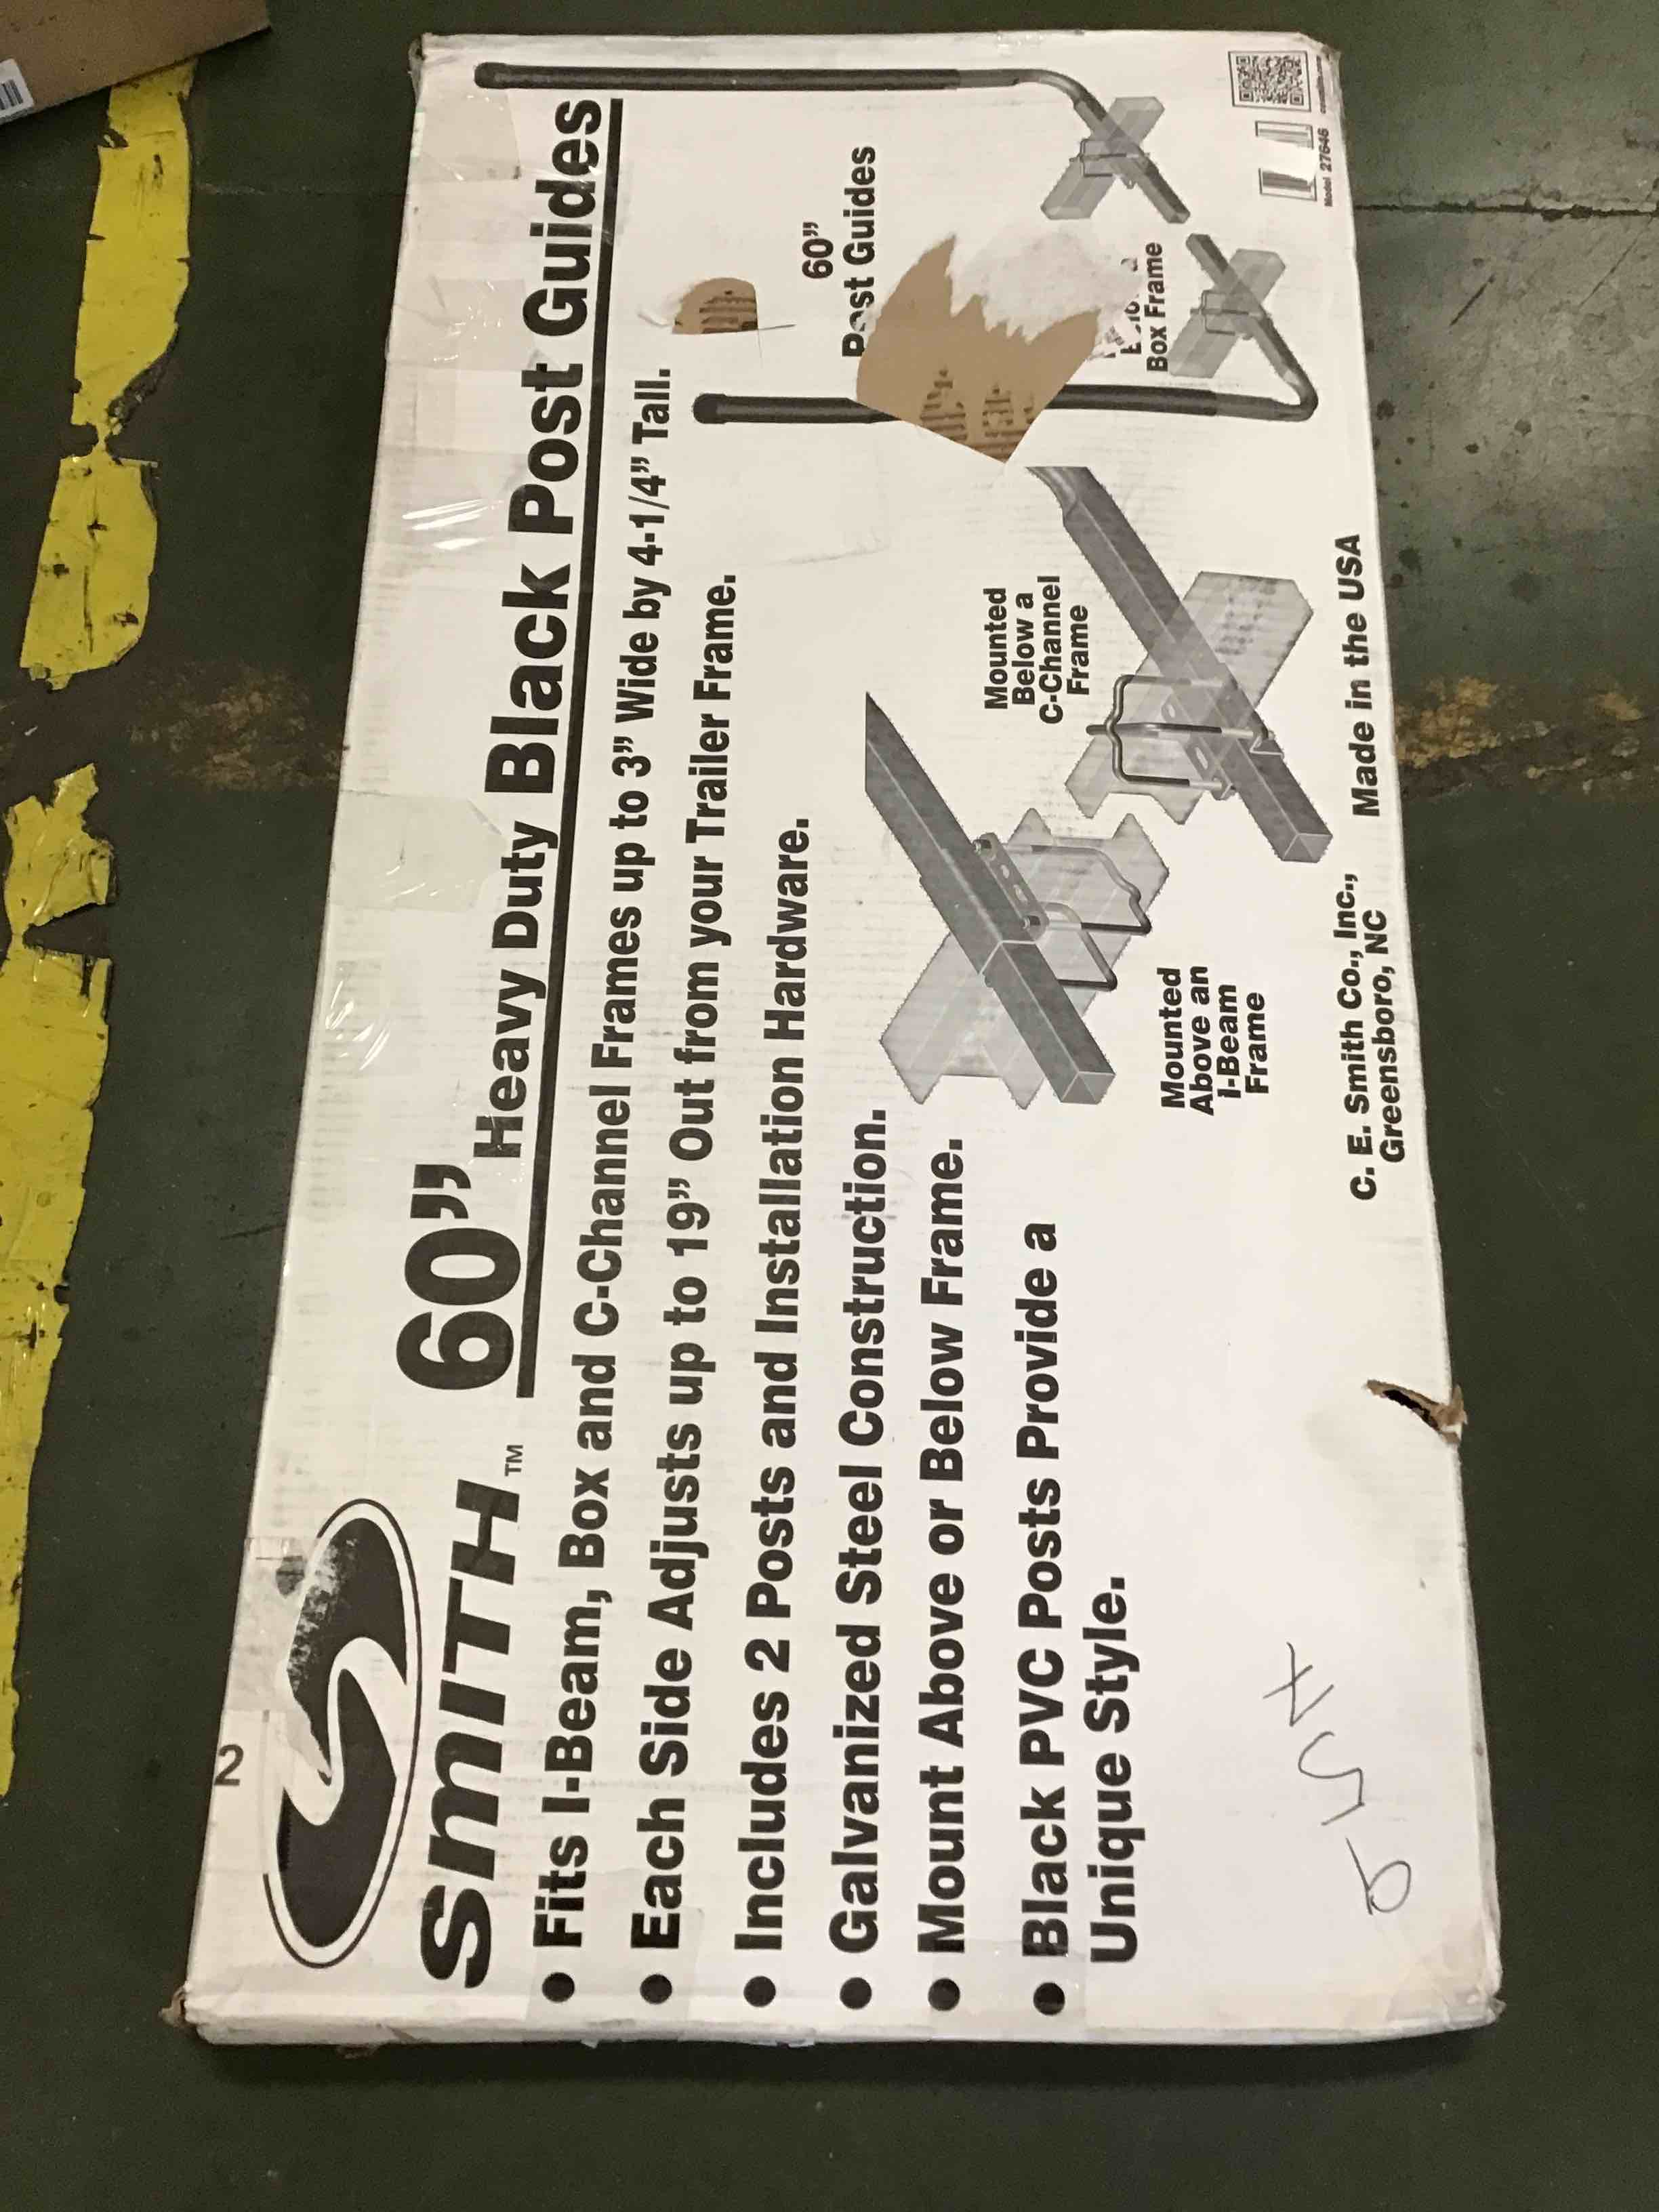 2
SMITH™
60” Heavy Duty Black Post Guides
• Fits I-Beam, Box and C-Channel Frames up to 3” Wide by 4-1/4” Tall.
• Each Side Adjusts up to 19” Out from your Trailer Frame.
• Includes 2 Posts and Installation Hardware.
• Galvanized Steel Construction.
• Mount Above or Below Frame.
• Black PVC Posts Provide a
Unique Style.
60”
Post Guides
Box Frame
Mounted
Below a
C-Channel
Frame
Mounted
Above an
I-Beam
Frame
C. E. Smith Co., Inc.,
Greensboro, NC
Made in the USA
Model 27646